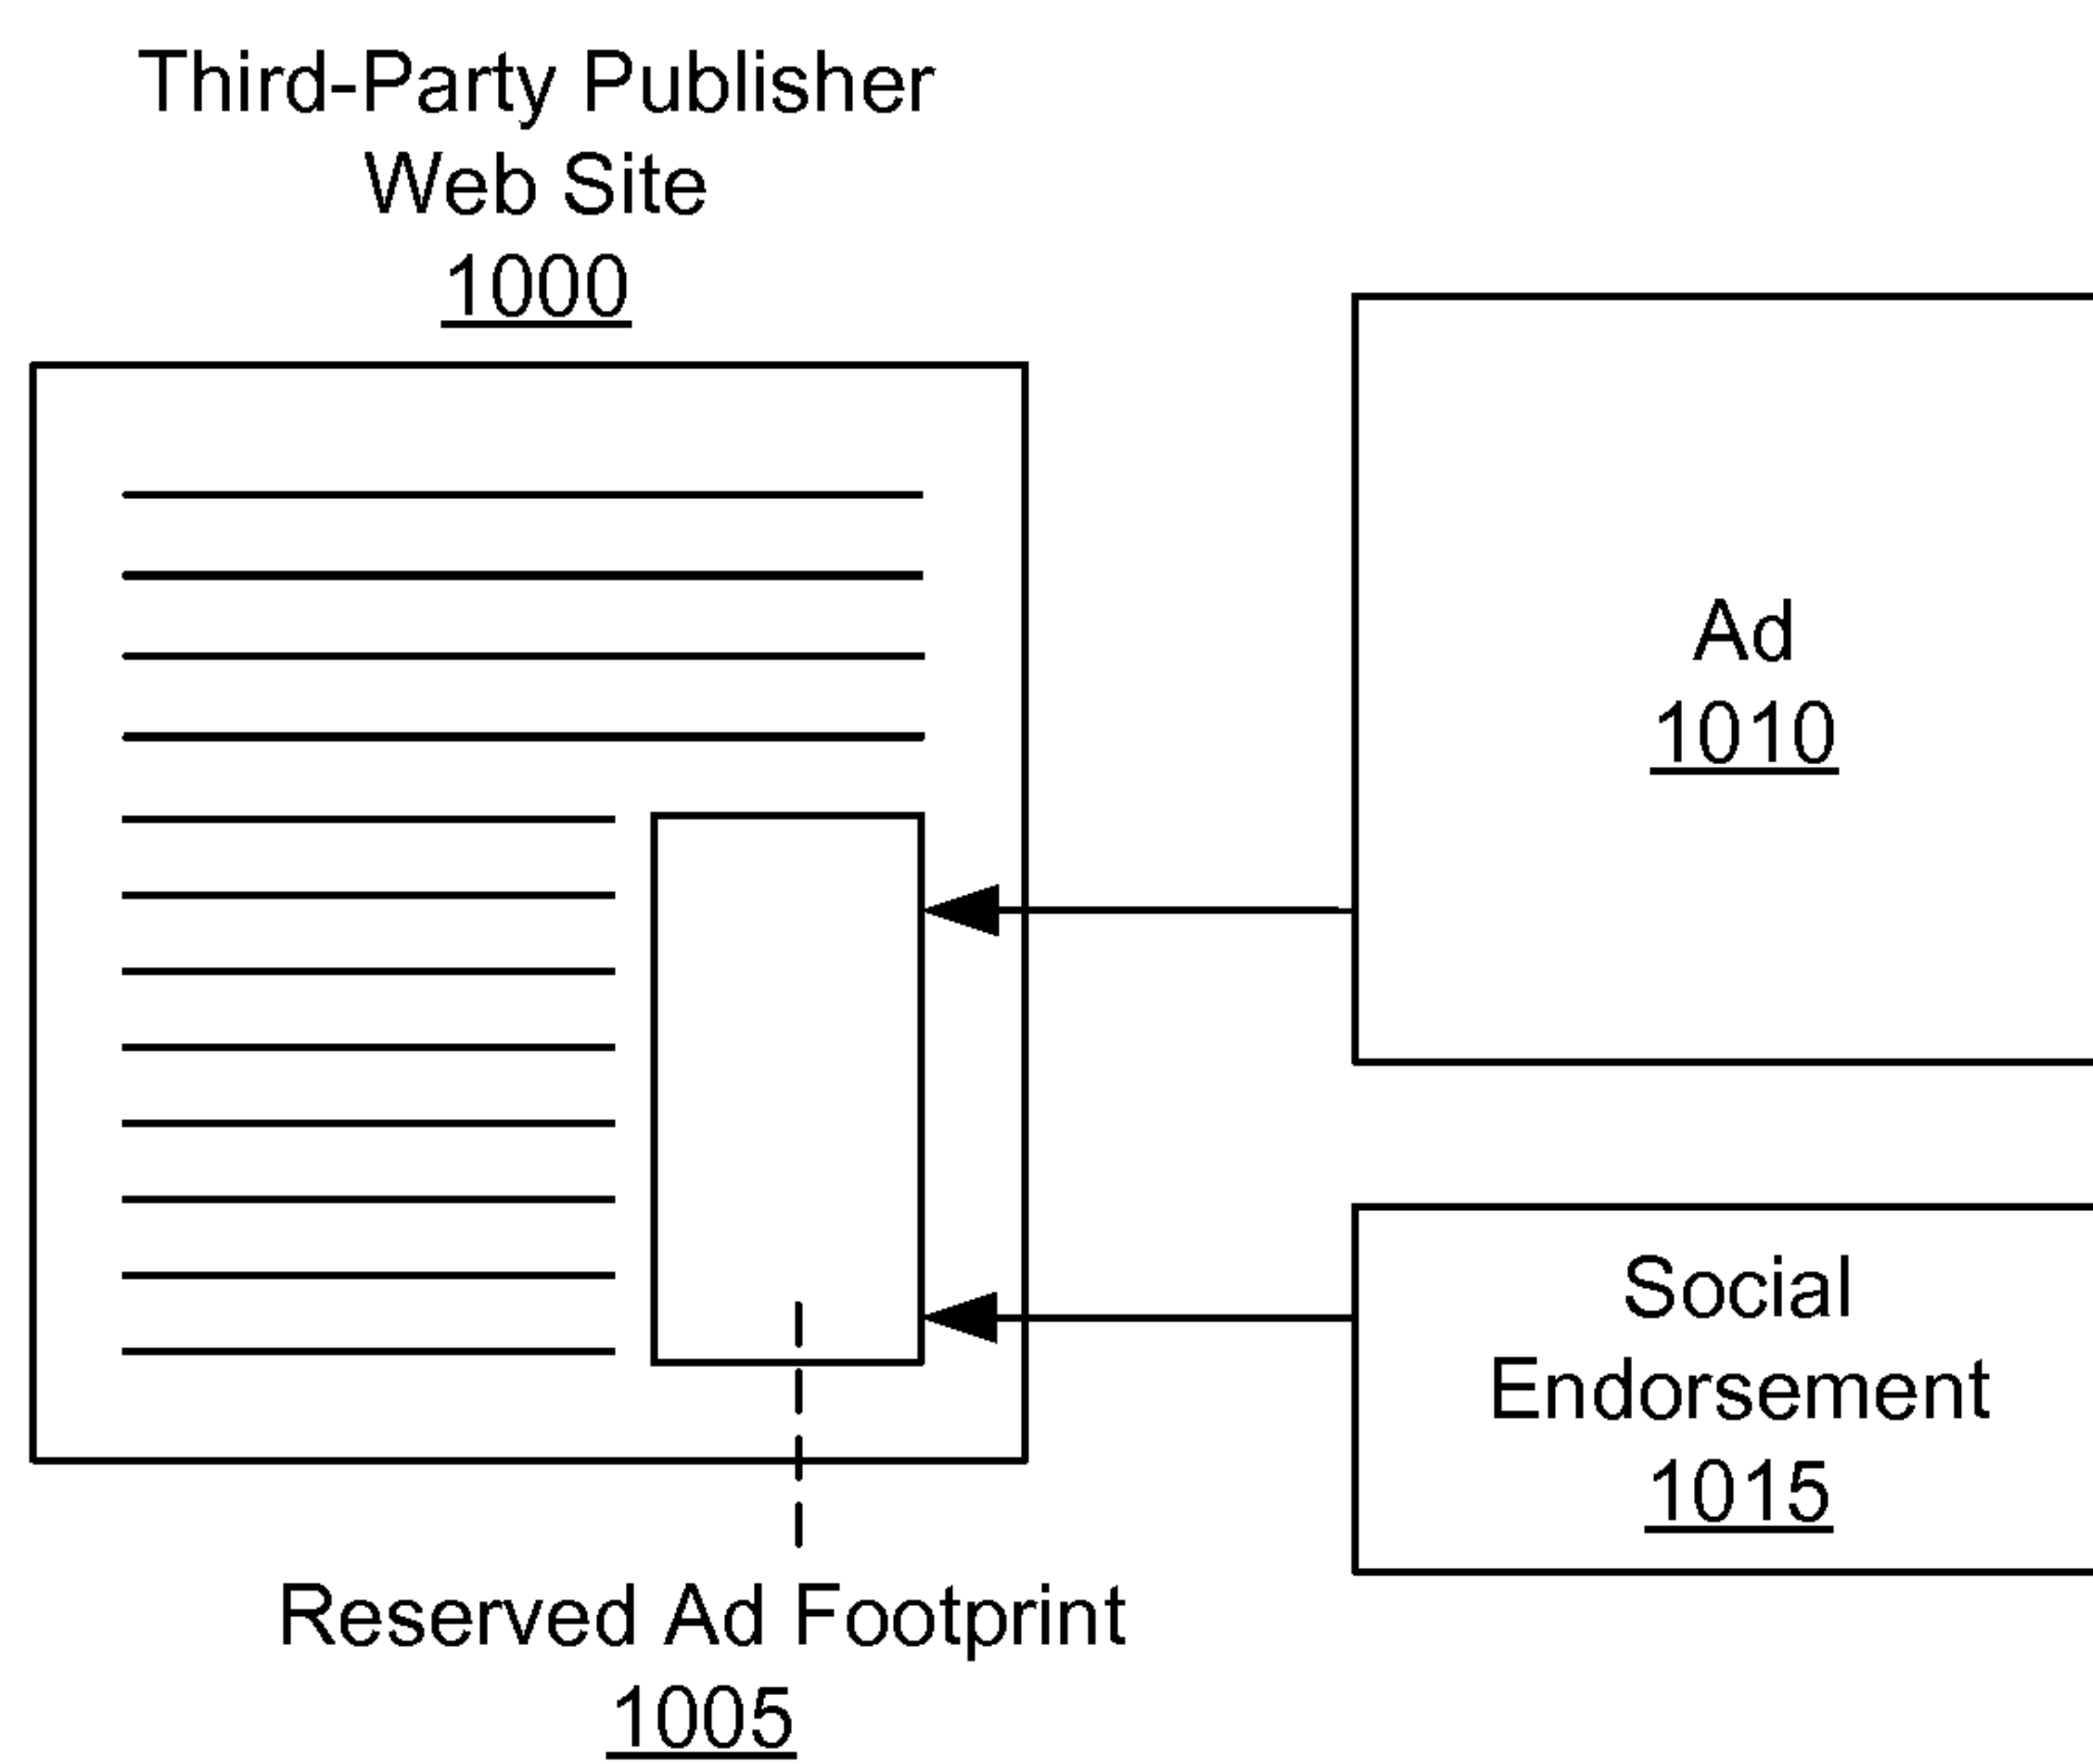 Third-Party Publisher
Web Site
1000
Ad
1010
Social
Endorsement
1015
Reserved Ad Footprint
1005